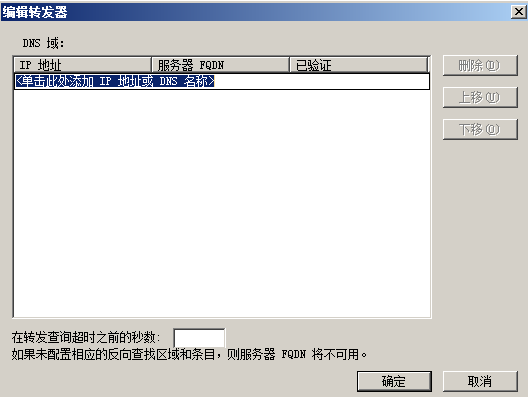 编辑转发器
DNS 域:
IP 地址 服务器 FQDN 已验证
<单击此处添加 IP 地址或 DNS 名称>
删除(D)
上移(U)
下移(O)
在转发查询超时之前的秒数:
如果未配置相应的反向查找区域和条目，则服务器 FQDN 将不可用。
确定 取消